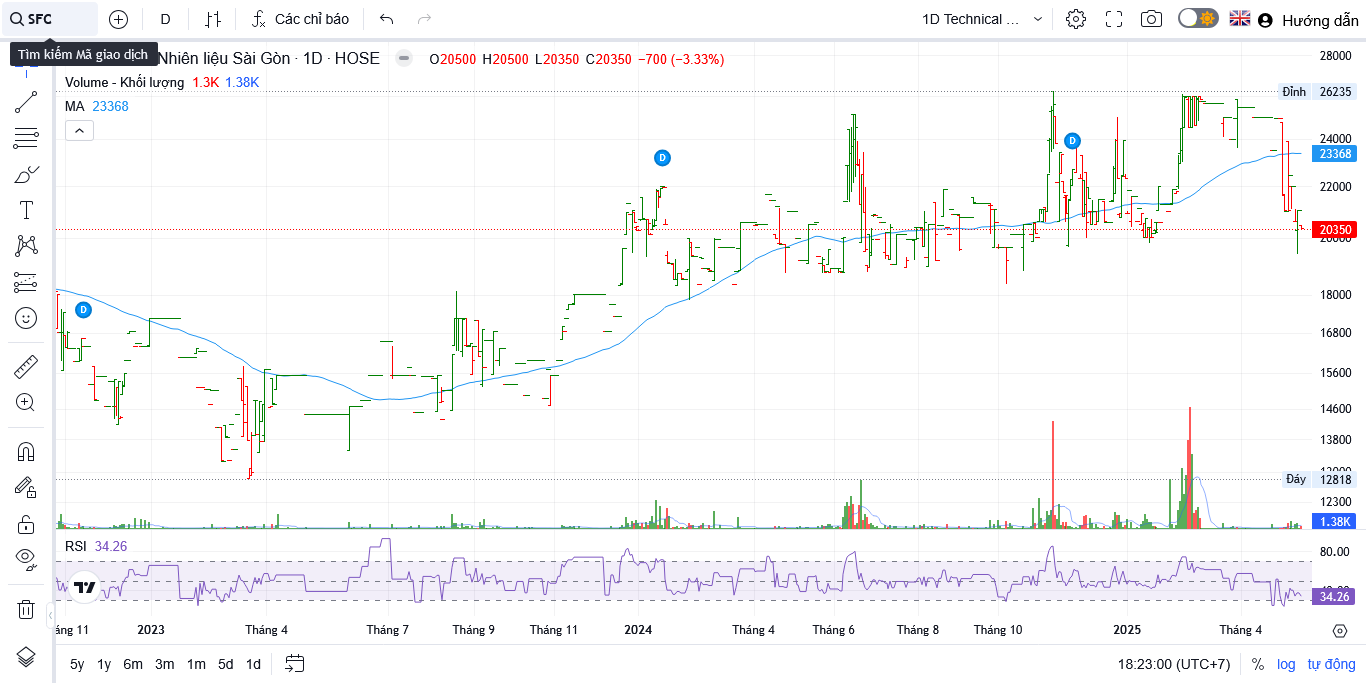 SFC D Các chỉ báo 1D Technical ... Hướng dẫn
Tìm kiếm Mã giao dịch Nhiên liệu Sài Gòn · 1D · HOSE O20500 H20500 L20350 C20350 −700 (−3.33%)
Volume - Khối lượng 1.3K 1.38K
MA 23368
28000
Đỉnh 26235
24000
D
D
23368
22000
20350
20000
18000
D
16800
15600
14600
13800
Đáy 12818
12300
1.38K
RSI 34.26
80.00
34.26
2023 Tháng 4 Tháng 7 Tháng 9 Tháng 11 2024 Tháng 4 Tháng 6 Tháng 8 Tháng 10 2025 Tháng 4
5y 1y 6m 3m 1m 5d 1d 18:23:00 (UTC+7) % log tự động